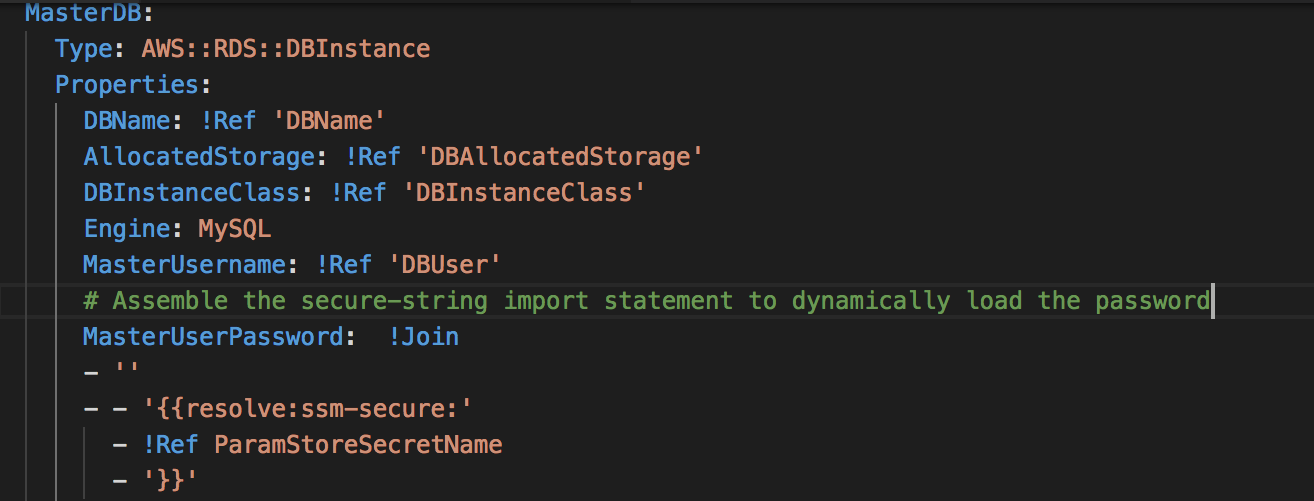 MasterDB:
Type: AWS::RDS::DBInstance
Properties:
DBName: !Ref 'DBName'
AllocatedStorage: !Ref 'DBAllocatedStorage'
DBInstanceClass: !Ref 'DBInstanceClass'
Engine: MySQL
MasterUsername: !Ref 'DBUser'
# Assemble the secure-string import statement to dynamically load the password
MasterUserPassword:  !Join
- ''
- - '{{resolve:ssm-secure:'
- !Ref ParamStoreSecretName
- '}}'